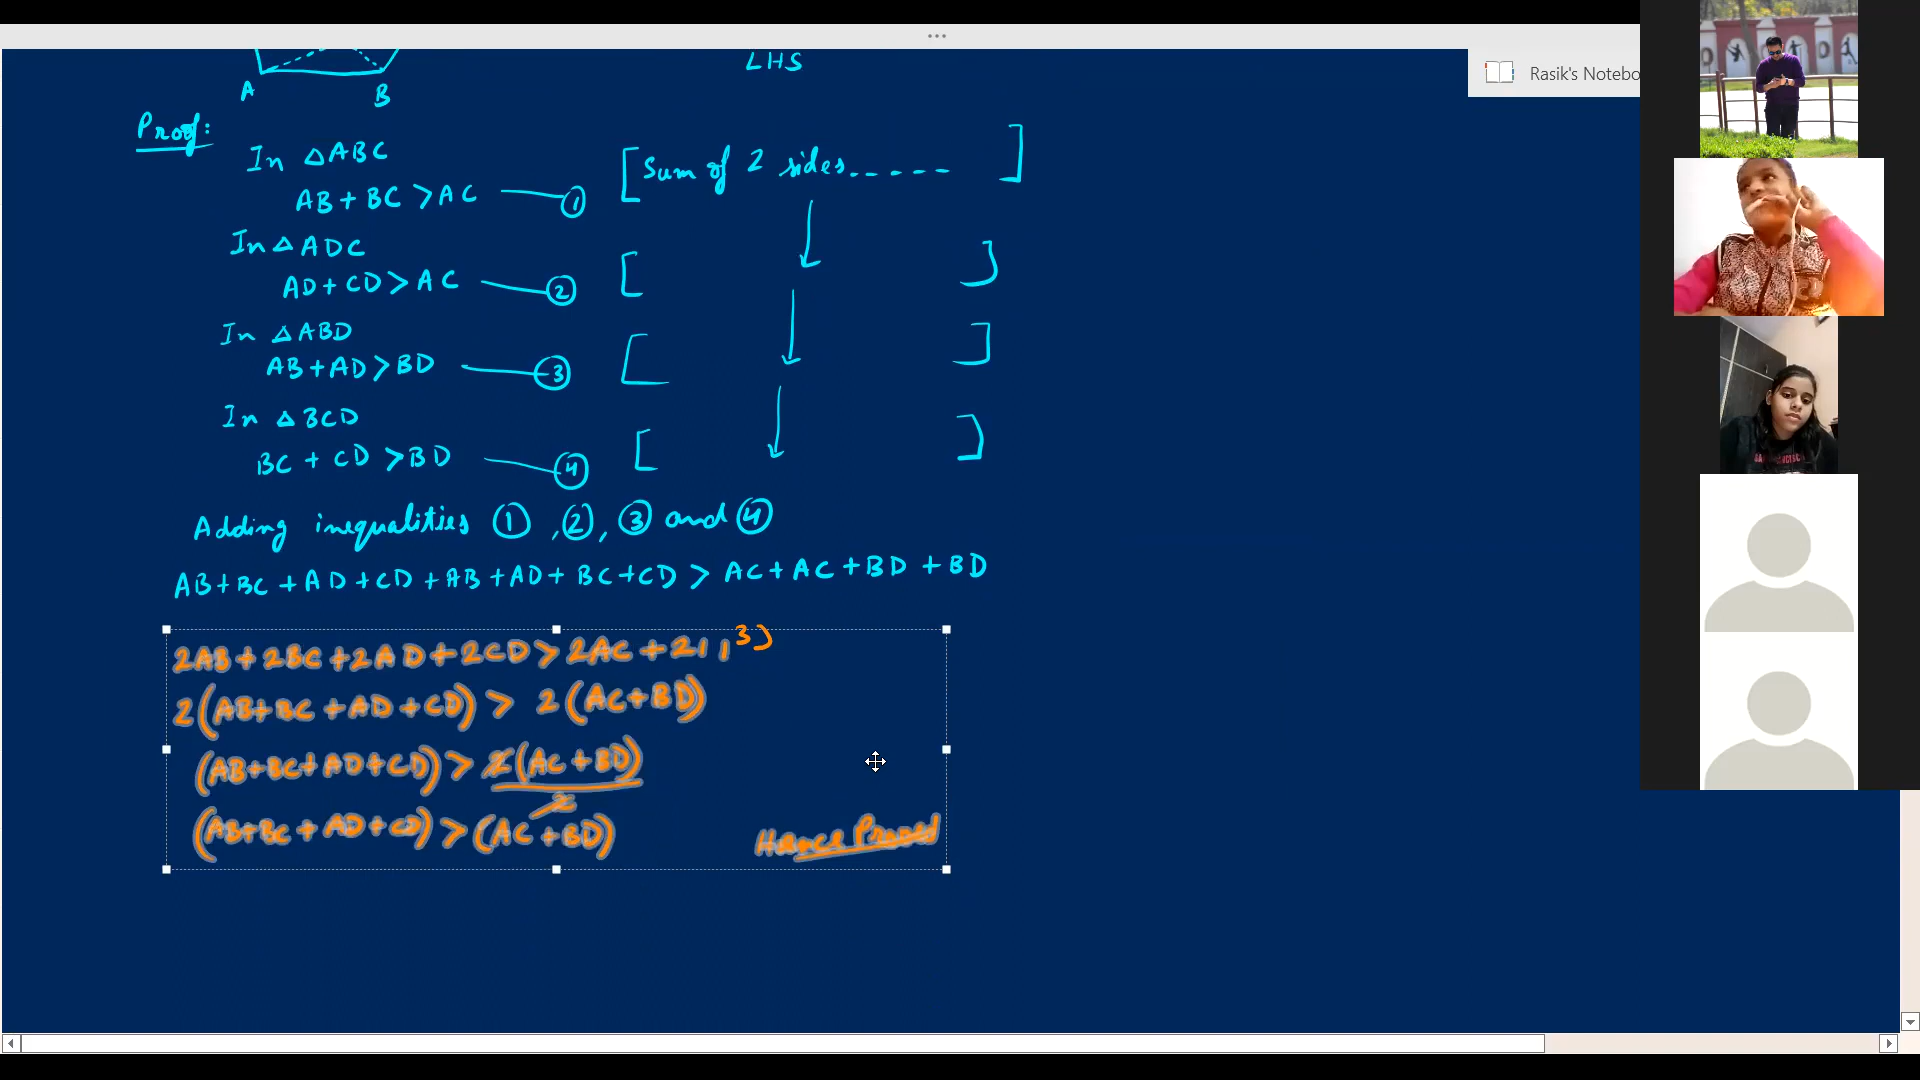 LHS
Rasik's Notebo
A
B
Proof:
In △ABC
[Sum of 2 sides.-----]
AB+BC >AC —①
In △ADC
AD+CD>AC —② [ ]
In △ABD
AB+AD>BD —③ [ ]
In △BCD
BC + CD >BD —④ [ ]
Adding inequalities ①,②,③ and ④
AB+BC+AD+CD+AB+AD+BC+CD > AC+AC+BD+BD
2AB+2BC+2AD+2CD>2AC+2
2(AB+BC+AD+CD) > 2(AC+BD)
(AB+BC+AD+CD) > 2(AC+BD)
2
(AB+BC+AD+CD)>(AC+BD)
Hence Proved